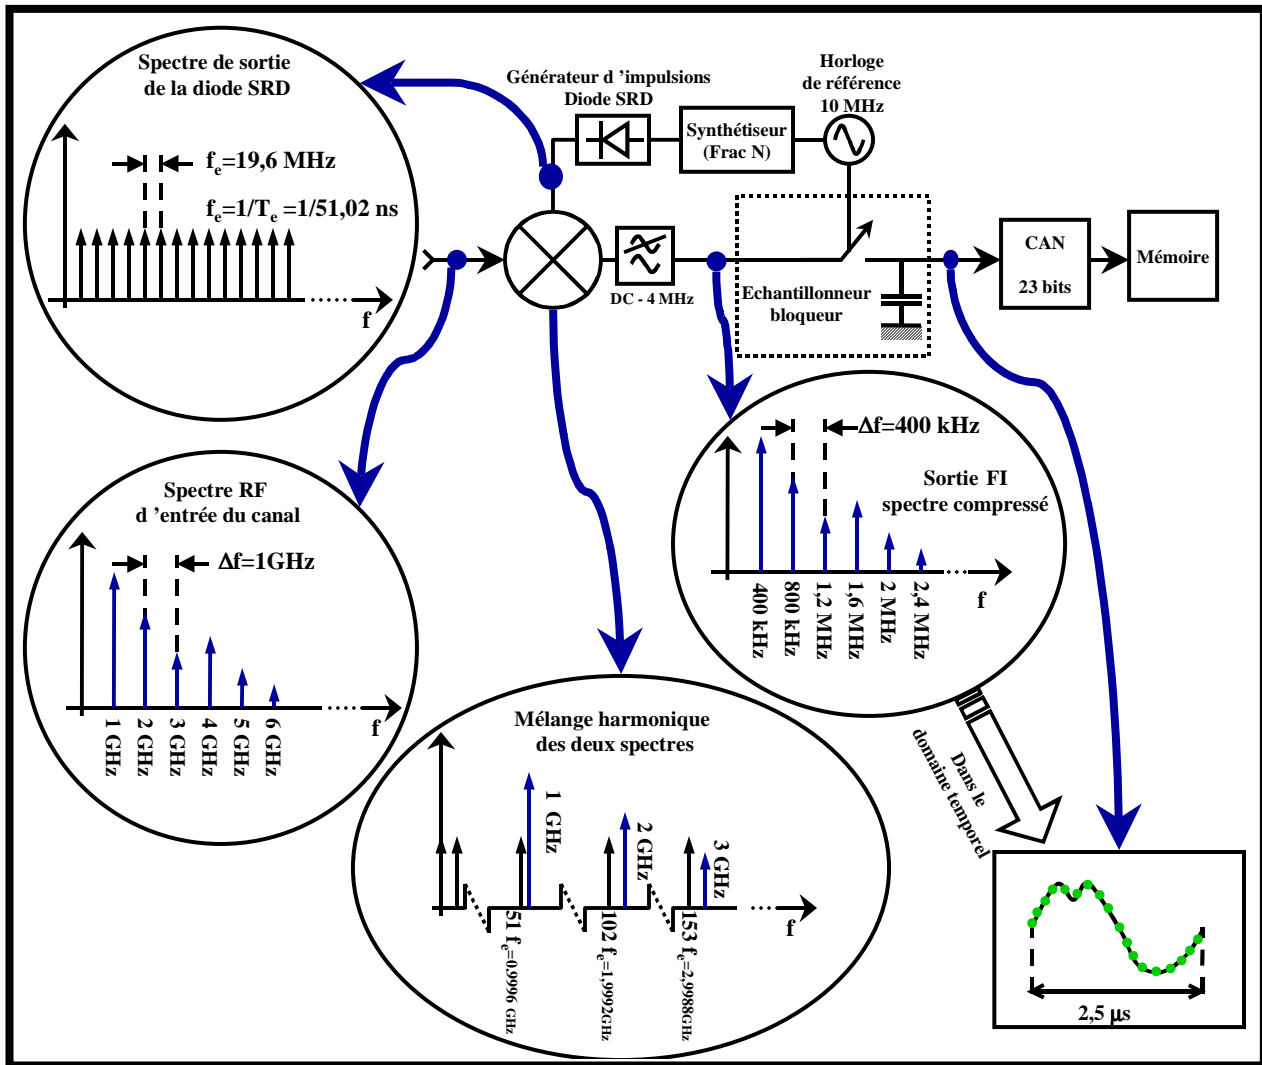 Spectre de sortie
de la diode SRD
fe=19,6 MHz
fe=1/Te =1/51,02 ns
f
Générateur d 'impulsions
Diode SRD
Synthétiseur
(Frac N)
Horloge
de référence
10 MHz
DC - 4 MHz
Echantillonneur
bloqueur
CAN
23 bits
Mémoire
Spectre RF
d 'entrée du canal
Δf=1GHz
1 GHz
2 GHz
3 GHz
4 GHz
5 GHz
6 GHz
f
Δf=400 kHz
Sortie FI
spectre compressé
400 kHz
800 kHz
1,2 MHz
1,6 MHz
2 MHz
2,4 MHz
f
Mélange harmonique
des deux spectres
1 GHz
2 GHz
3 GHz
51 fe=0.9996 GHz
102 fe=1,9992GHz
153 fe=2,9988GHz
f
Dans le
domaine temporel
2,5 µs